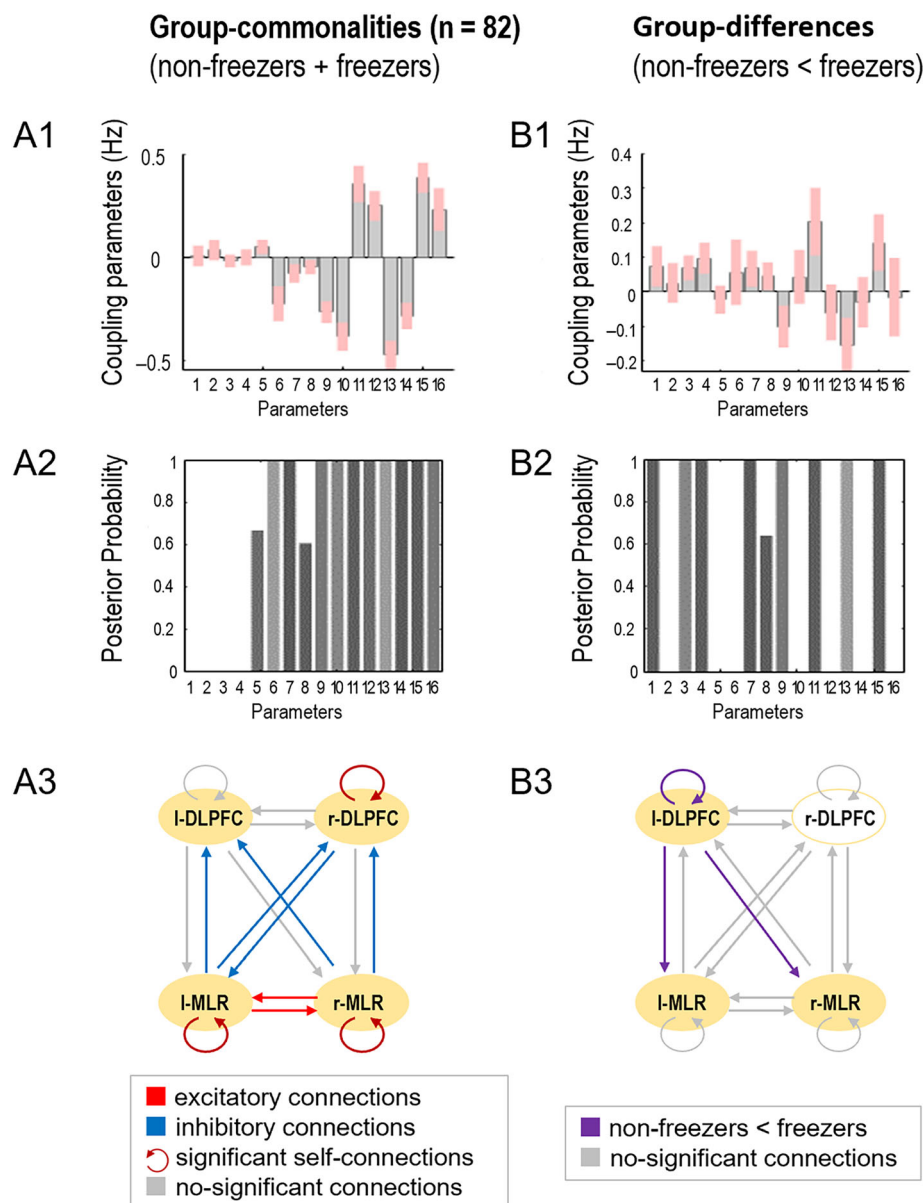 Group-commonalities (n = 82)
(non-freezers + freezers)
Group-differences
(non-freezers < freezers)
A1
Coupling parameters (Hz)
0.5
0
–0.5
1 2 3 4 5 6 7 8 9 10 11 12 13 14 15 16
Parameters
B1
Coupling parameters (Hz)
0.4
0.3
0.2
0.1
0
–0.1
–0.2
1 2 3 4 5 6 7 8 9 10 11 12 13 14 15 16
Parameters
A2
Posterior Probability
1
0.8
0.6
0.4
0.2
0
1 2 3 4 5 6 7 8 9 10 11 12 13 14 15 16
Parameters
B2
Posterior Probability
1
0.8
0.6
0.4
0.2
0
1 2 3 4 5 6 7 8 9 10 11 12 13 14 15 16
Parameters
A3
l-DLPFC
r-DLPFC
l-MLR
r-MLR
excitatory connections
inhibitory connections
significant self-connections
no-significant connections
B3
l-DLPFC
r-DLPFC
l-MLR
r-MLR
non-freezers < freezers
no-significant connections